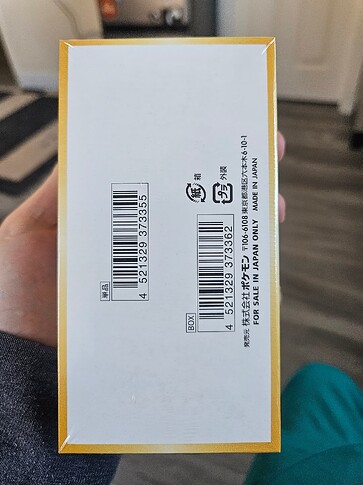 単品
4 521329 373355
BOX
4 521329 373362
紙 箱
プラ 外装
発売元 株式会社ポケモン 〒106-6108 東京都港区六本木6-10-1
FOR SALE IN JAPAN ONLY MADE IN JAPAN